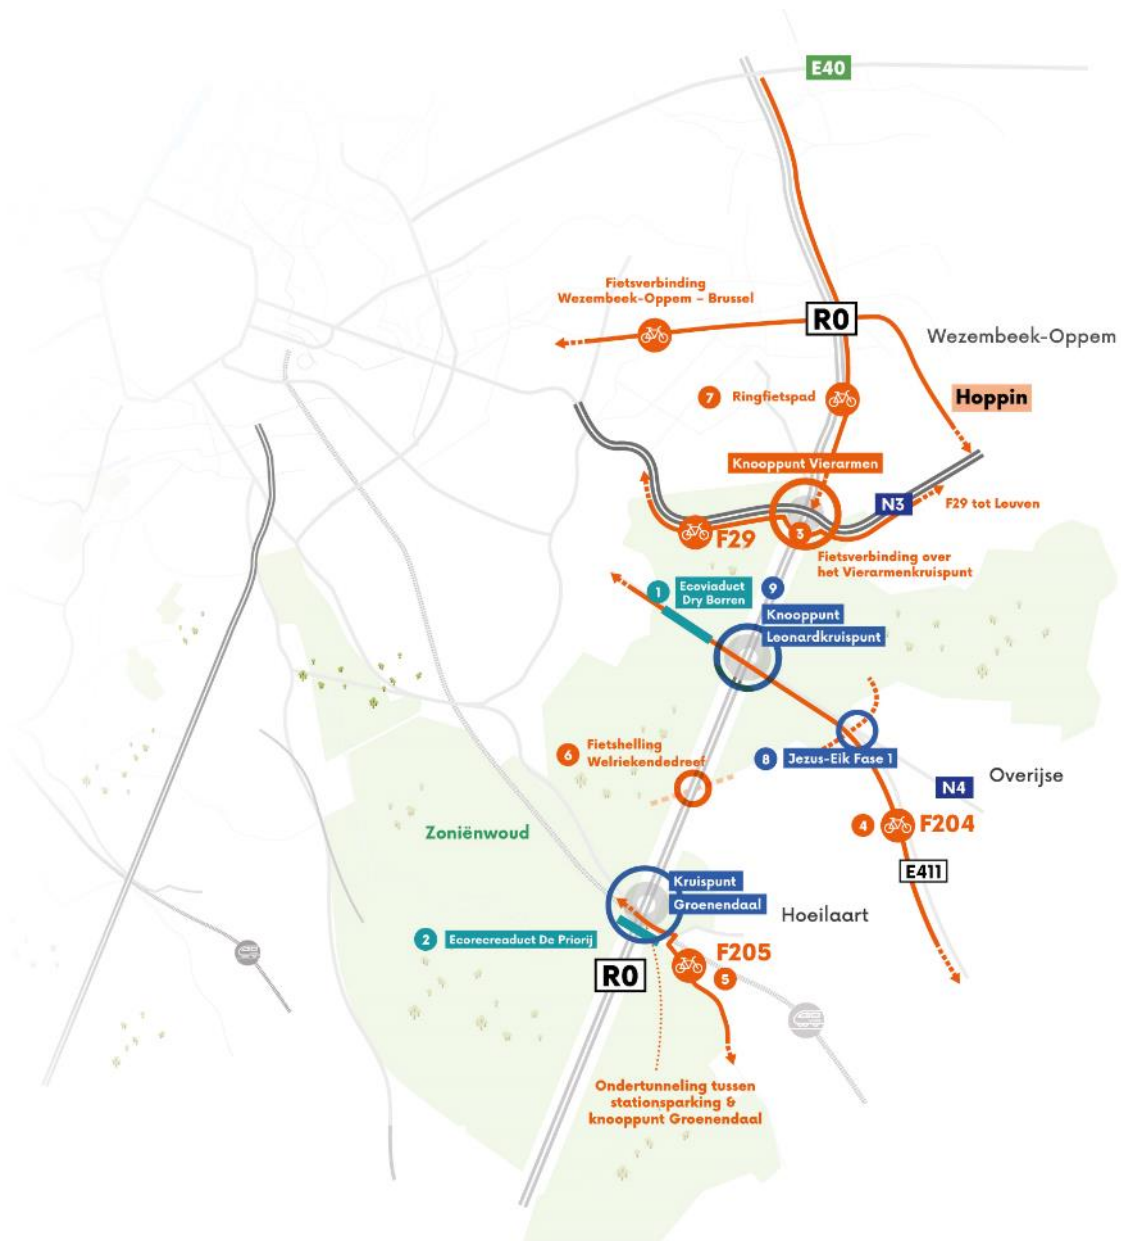 E40
Fietsverbinding
Wezembeek-Oppem – Brussel
R0
Wezembeek-Oppem
7 Ringfietspad
Hoppin
Knooppunt Vierarmen
N3
F29 tot Leuven
F29
3
Fietsverbinding over
het Vierarmenkruispunt
1 Ecoviaduct
Dry Borren
9
Knooppunt
Leonardkruispunt
6 Fietshelling
Welriekendedreef
8 Jezus-Eik Fase 1
Overijse
N4
4 F204
Zoniënwoud
E411
Kruispunt
Groenendaal
Hoeilaart
2 Ecorecreaduct De Priorij
F205
5
R0
Ondertunneling tussen
stationsparking &
knooppunt Groenendaal